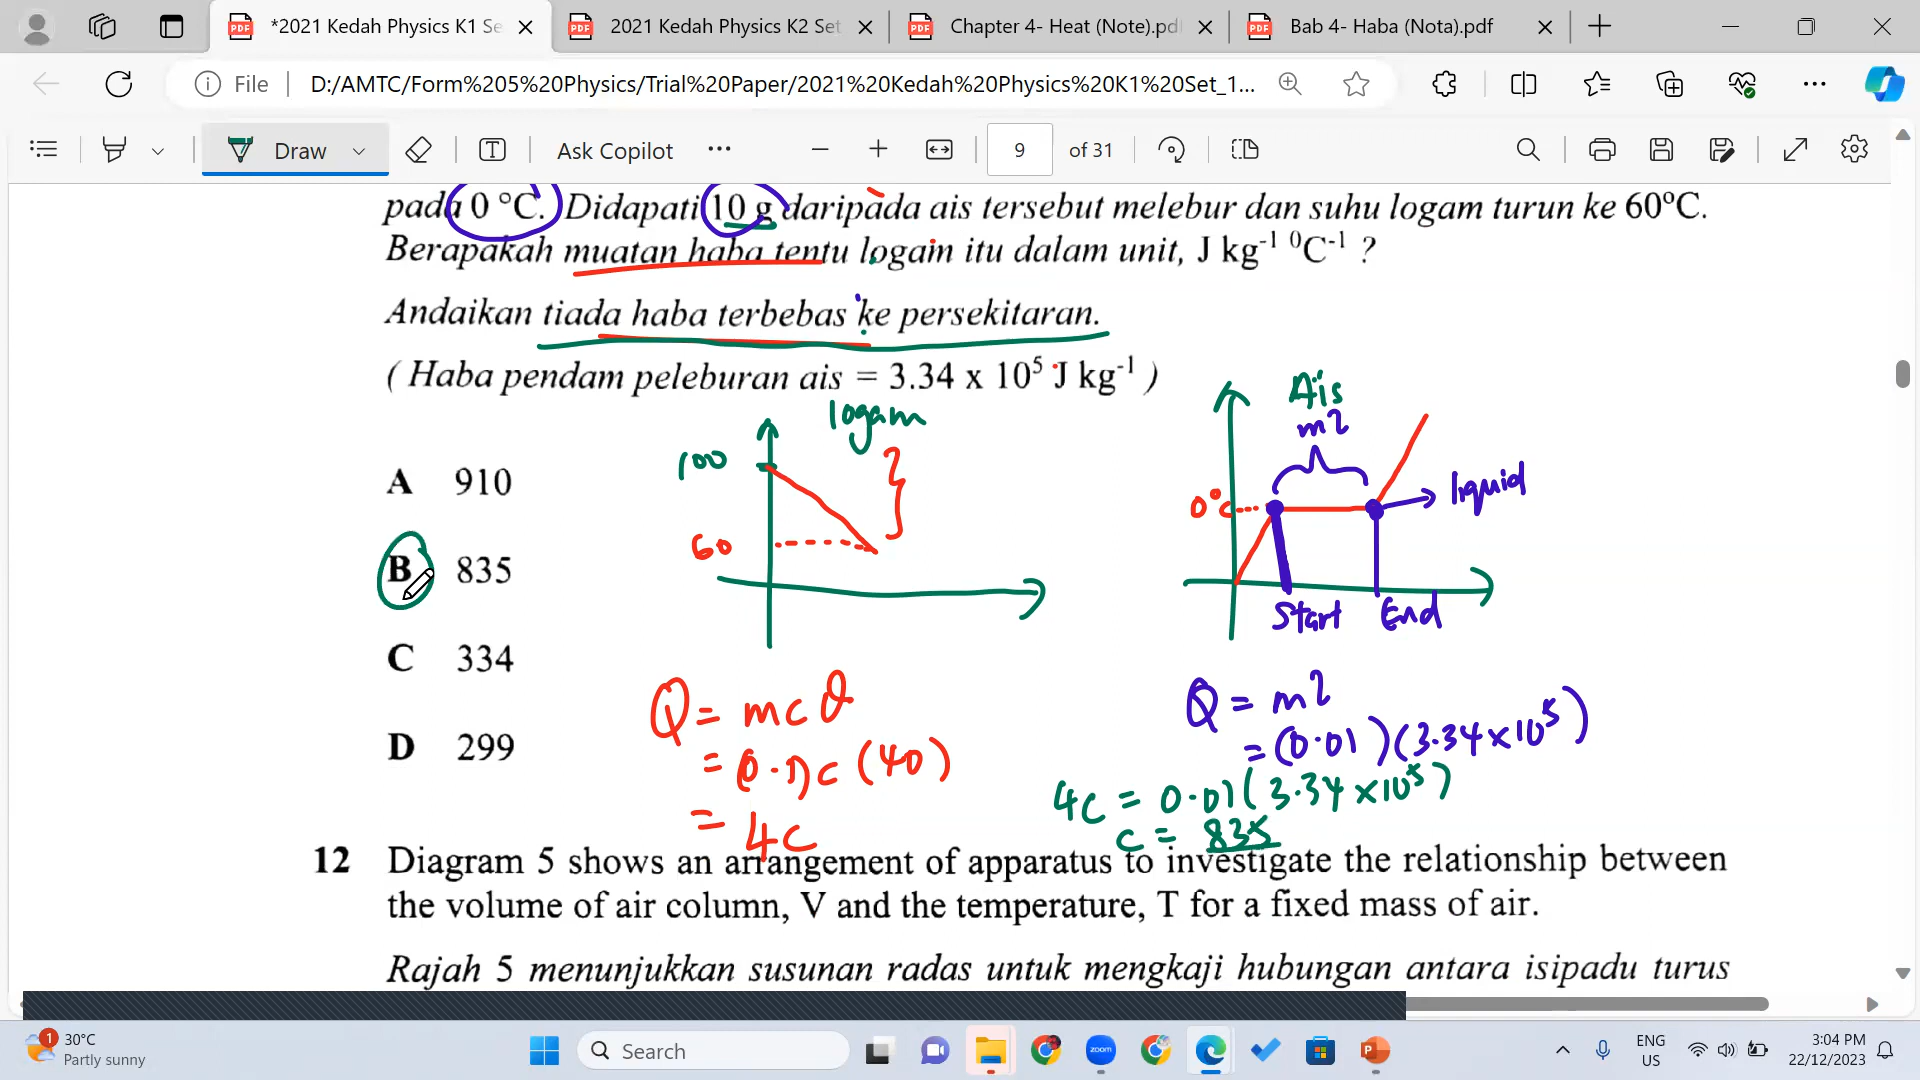 *2021 Kedah Physics K1 Se
2021 Kedah Physics K2 Set
Chapter 4- Heat (Note).pd
Bab 4- Haba (Nota).pdf
File
D:/AMTC/Form%205%20Physics/Trial%20Paper/2021%20Kedah%20Physics%20K1%20Set_1...
Draw
T
Ask Copilot
9
of 31
pada 0 °C. Didapati 10 g daripada ais tersebut melebur dan suhu logam turun ke 60°C.
Berapakah muatan haba tentu logam itu dalam unit, J kg⁻¹ ⁰C⁻¹ ?
Andaikan tiada haba terbebas ke persekitaran.
( Haba pendam peleburan ais = 3.34 x 10⁵ J kg⁻¹ )
A 910
B 835
C 334
D 299
logam
100
60
Ais
ml
0°c
liquid
Start End
Q = mcθ
= (0.1)c (40)
= 4c
Q = ml
= (0.01)(3.34×10⁵)
4c = 0.01(3.34×10⁵)
c = 835
12 Diagram 5 shows an arrangement of apparatus to investigate the relationship between
the volume of air column, V and the temperature, T for a fixed mass of air.
Rajah 5 menunjukkan susunan radas untuk mengkaji hubungan antara isipadu turus
1
30°C
Partly sunny
Search
zoom
ENG
US
3:04 PM
22/12/2023